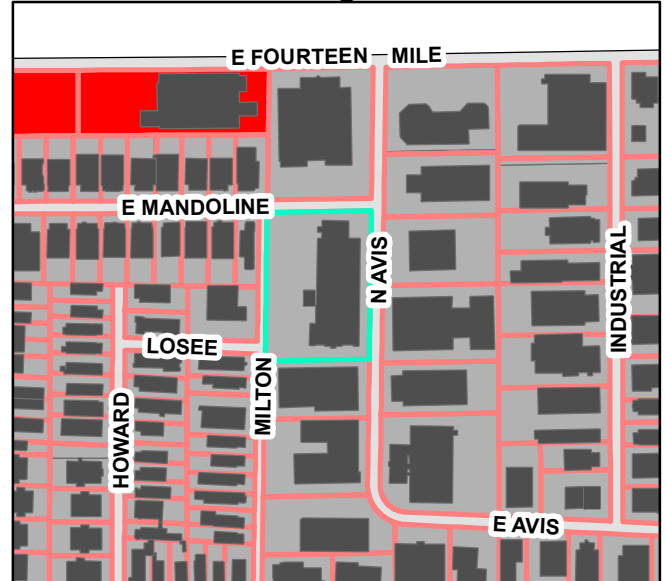 E FOURTEEN MILE
E MANDOLINE
N AVIS
INDUSTRIAL
LOSEE
MILTON
HOWARD
E AVIS